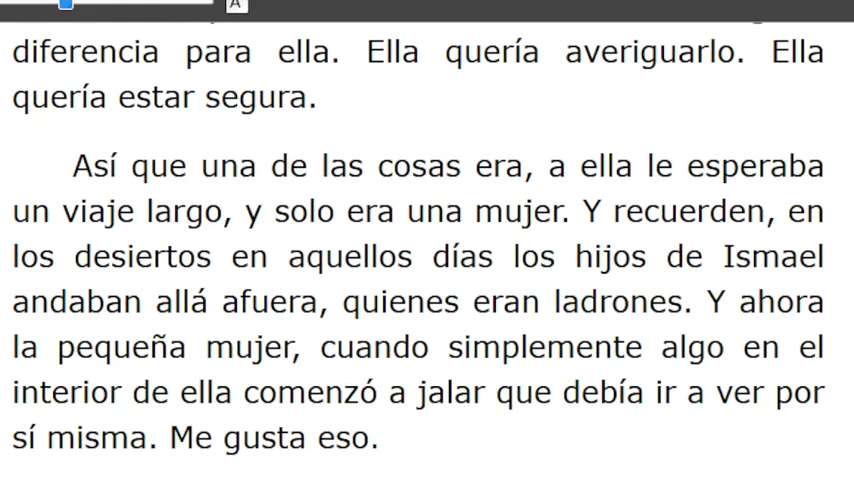 A
diferencia para ella. Ella quería averiguarlo. Ella
quería estar segura.
Así que una de las cosas era, a ella le esperaba
un viaje largo, y solo era una mujer. Y recuerden, en
los desiertos en aquellos días los hijos de Ismael
andaban allá afuera, quienes eran ladrones. Y ahora
la pequeña mujer, cuando simplemente algo en el
interior de ella comenzó a jalar que debía ir a ver por
sí misma. Me gusta eso.